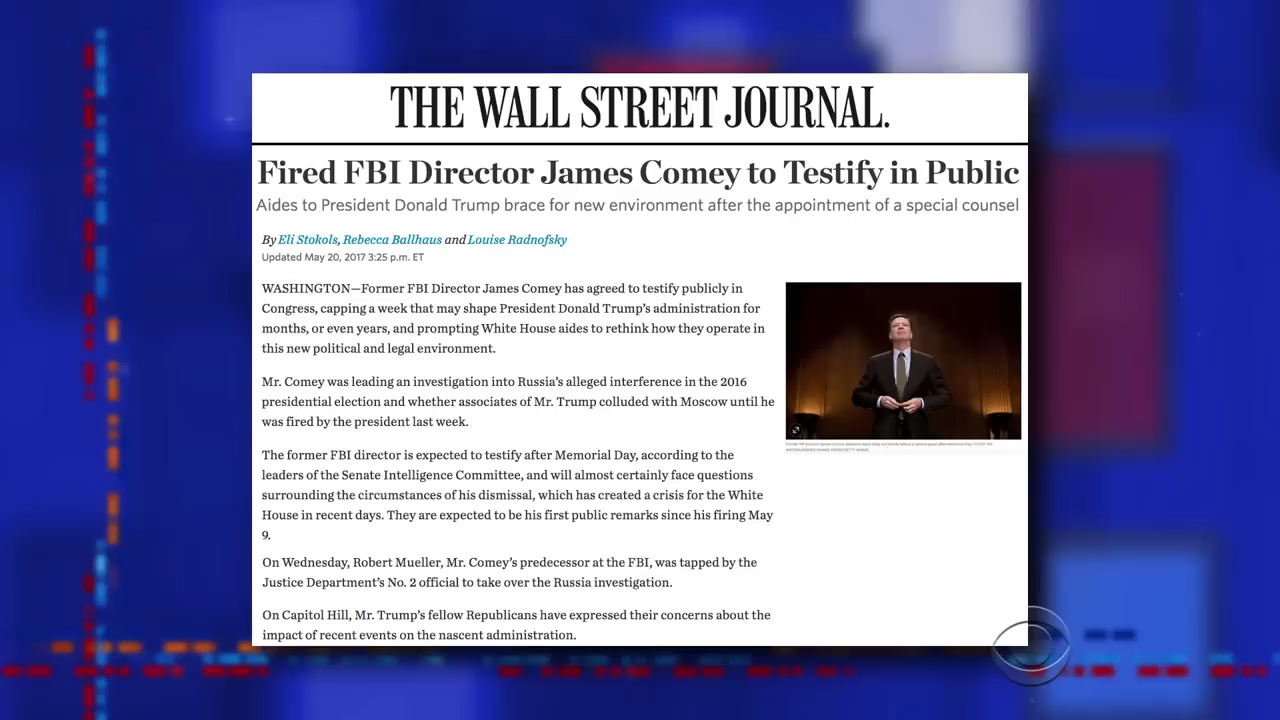 THE WALL STREET JOURNAL.
Fired FBI Director James Comey to Testify in Public
Aides to President Donald Trump brace for new environment after the appointment of a special counsel
By Eli Stokols, Rebecca Ballhaus and Louise Radnofsky
Updated May 20, 2017 3:25 p.m. ET
WASHINGTON—Former FBI Director James Comey has agreed to testify publicly in
Congress, capping a week that may shape President Donald Trump’s administration for
months, or even years, and prompting White House aides to rethink how they operate in
this new political and legal environment.
Mr. Comey was leading an investigation into Russia’s alleged interference in the 2016
presidential election and whether associates of Mr. Trump colluded with Moscow until he
was fired by the president last week.
The former FBI director is expected to testify after Memorial Day, according to the
leaders of the Senate Intelligence Committee, and will almost certainly face questions
surrounding the circumstances of his dismissal, which has created a crisis for the White
House in recent days. They are expected to be his first public remarks since his firing May
9.
On Wednesday, Robert Mueller, Mr. Comey’s predecessor at the FBI, was tapped by the
Justice Department’s No. 2 official to take over the Russia investigation.
On Capitol Hill, Mr. Trump’s fellow Republicans have expressed their concerns about the
impact of recent events on the nascent administration.